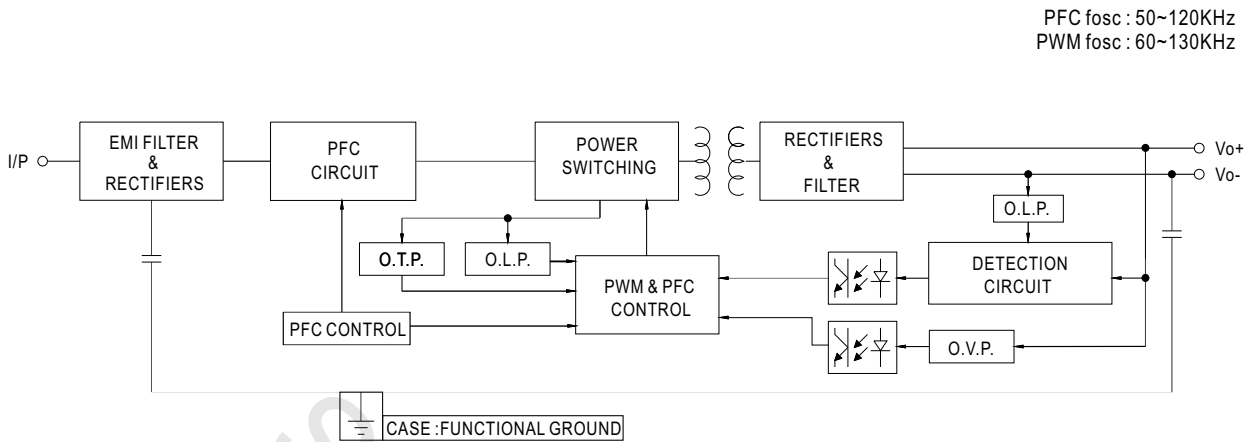 PFC fosc : 50~120KHz
PWM fosc : 60~130KHz
I/P
EMI FILTER
&
RECTIFIERS
PFC
CIRCUIT
POWER
SWITCHING
RECTIFIERS
&
FILTER
Vo+
Vo-
O.L.P.
O.T.P.
O.L.P.
PWM & PFC
CONTROL
DETECTION
CIRCUIT
PFC CONTROL
O.V.P.
CASE : FUNCTIONAL GROUND